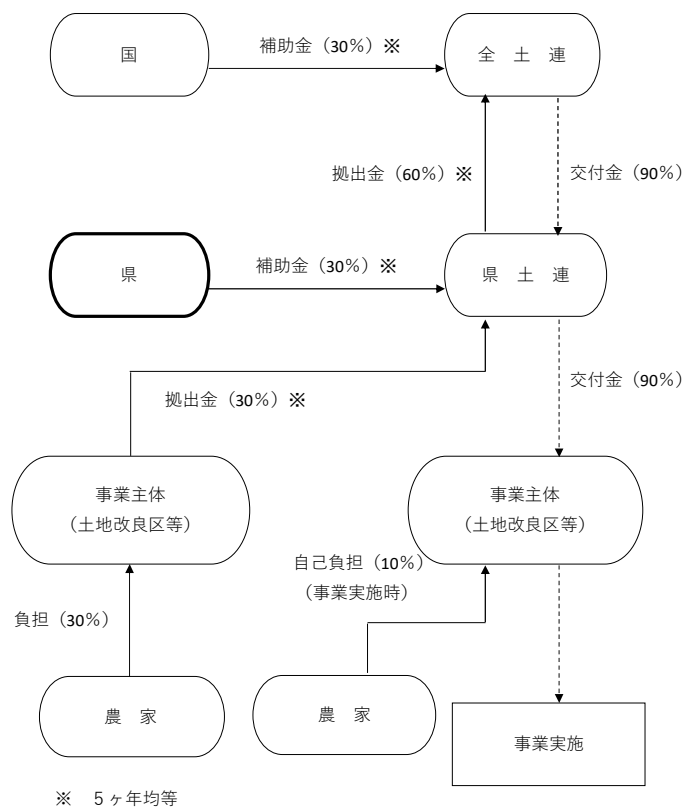 国
補助金（30％）※
全　土　連
拠出金（60％）※
交付金（90％）
県
補助金（30％）※
県　土　連
拠出金（30％）※
交付金（90％）
事業主体
（土地改良区等）
事業主体
（土地改良区等）
自己負担（10％）
（事業実施時）
負担（30％）
農　家
農　家
事業実施
※　５ヶ年均等